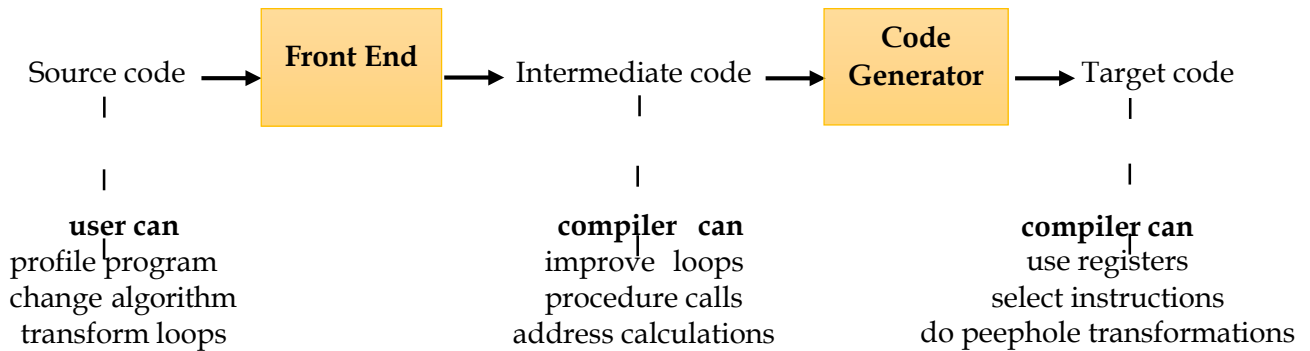 Source code
Front End
Intermediate code
Code
Generator
Target code
user can
profile program
change algorithm
transform loops
compiler can
improve loops
procedure calls
address calculations
compiler can
use registers
select instructions
do peephole transformations